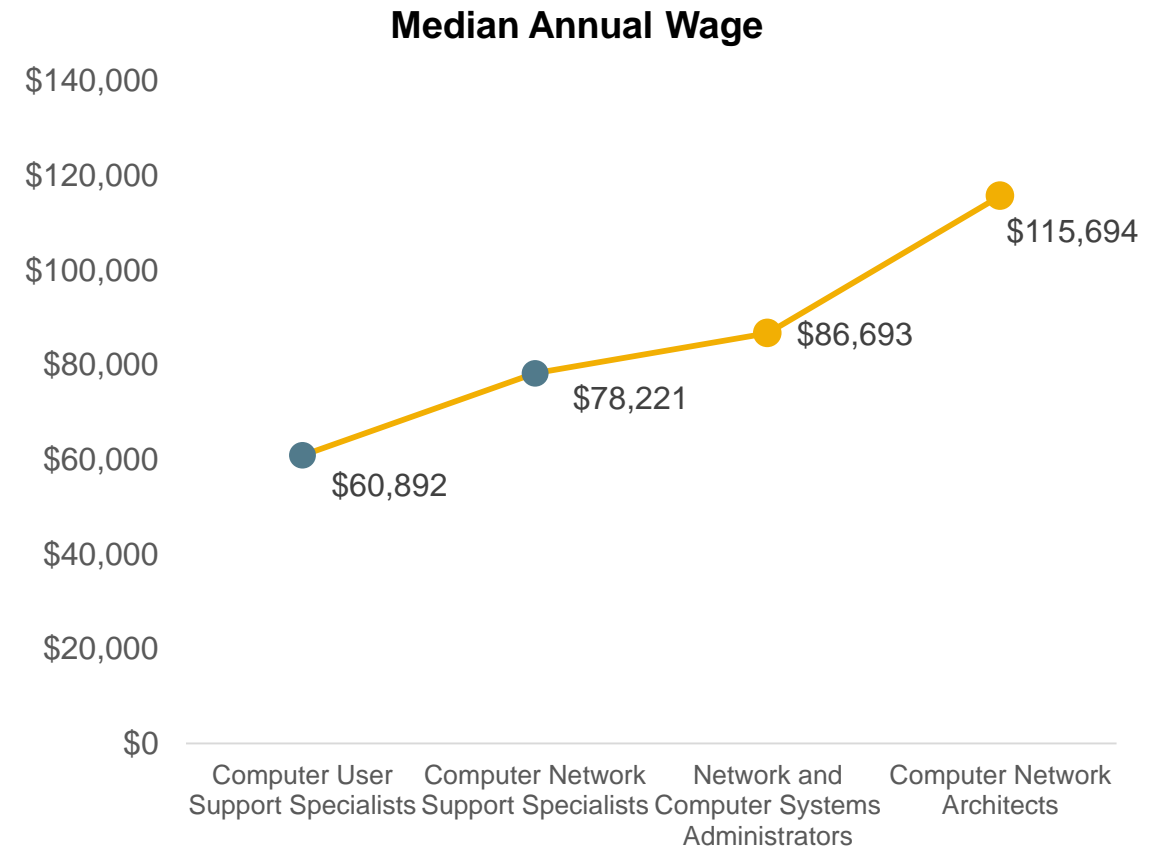 Median Annual Wage
$140,000
$120,000
$100,000
$80,000
$60,000
$40,000
$20,000
$0
$60,892
$78,221
$86,693
$115,694
Computer User
Support Specialists
Computer Network
Support Specialists
Network and
Computer Systems
Administrators
Computer Network
Architects